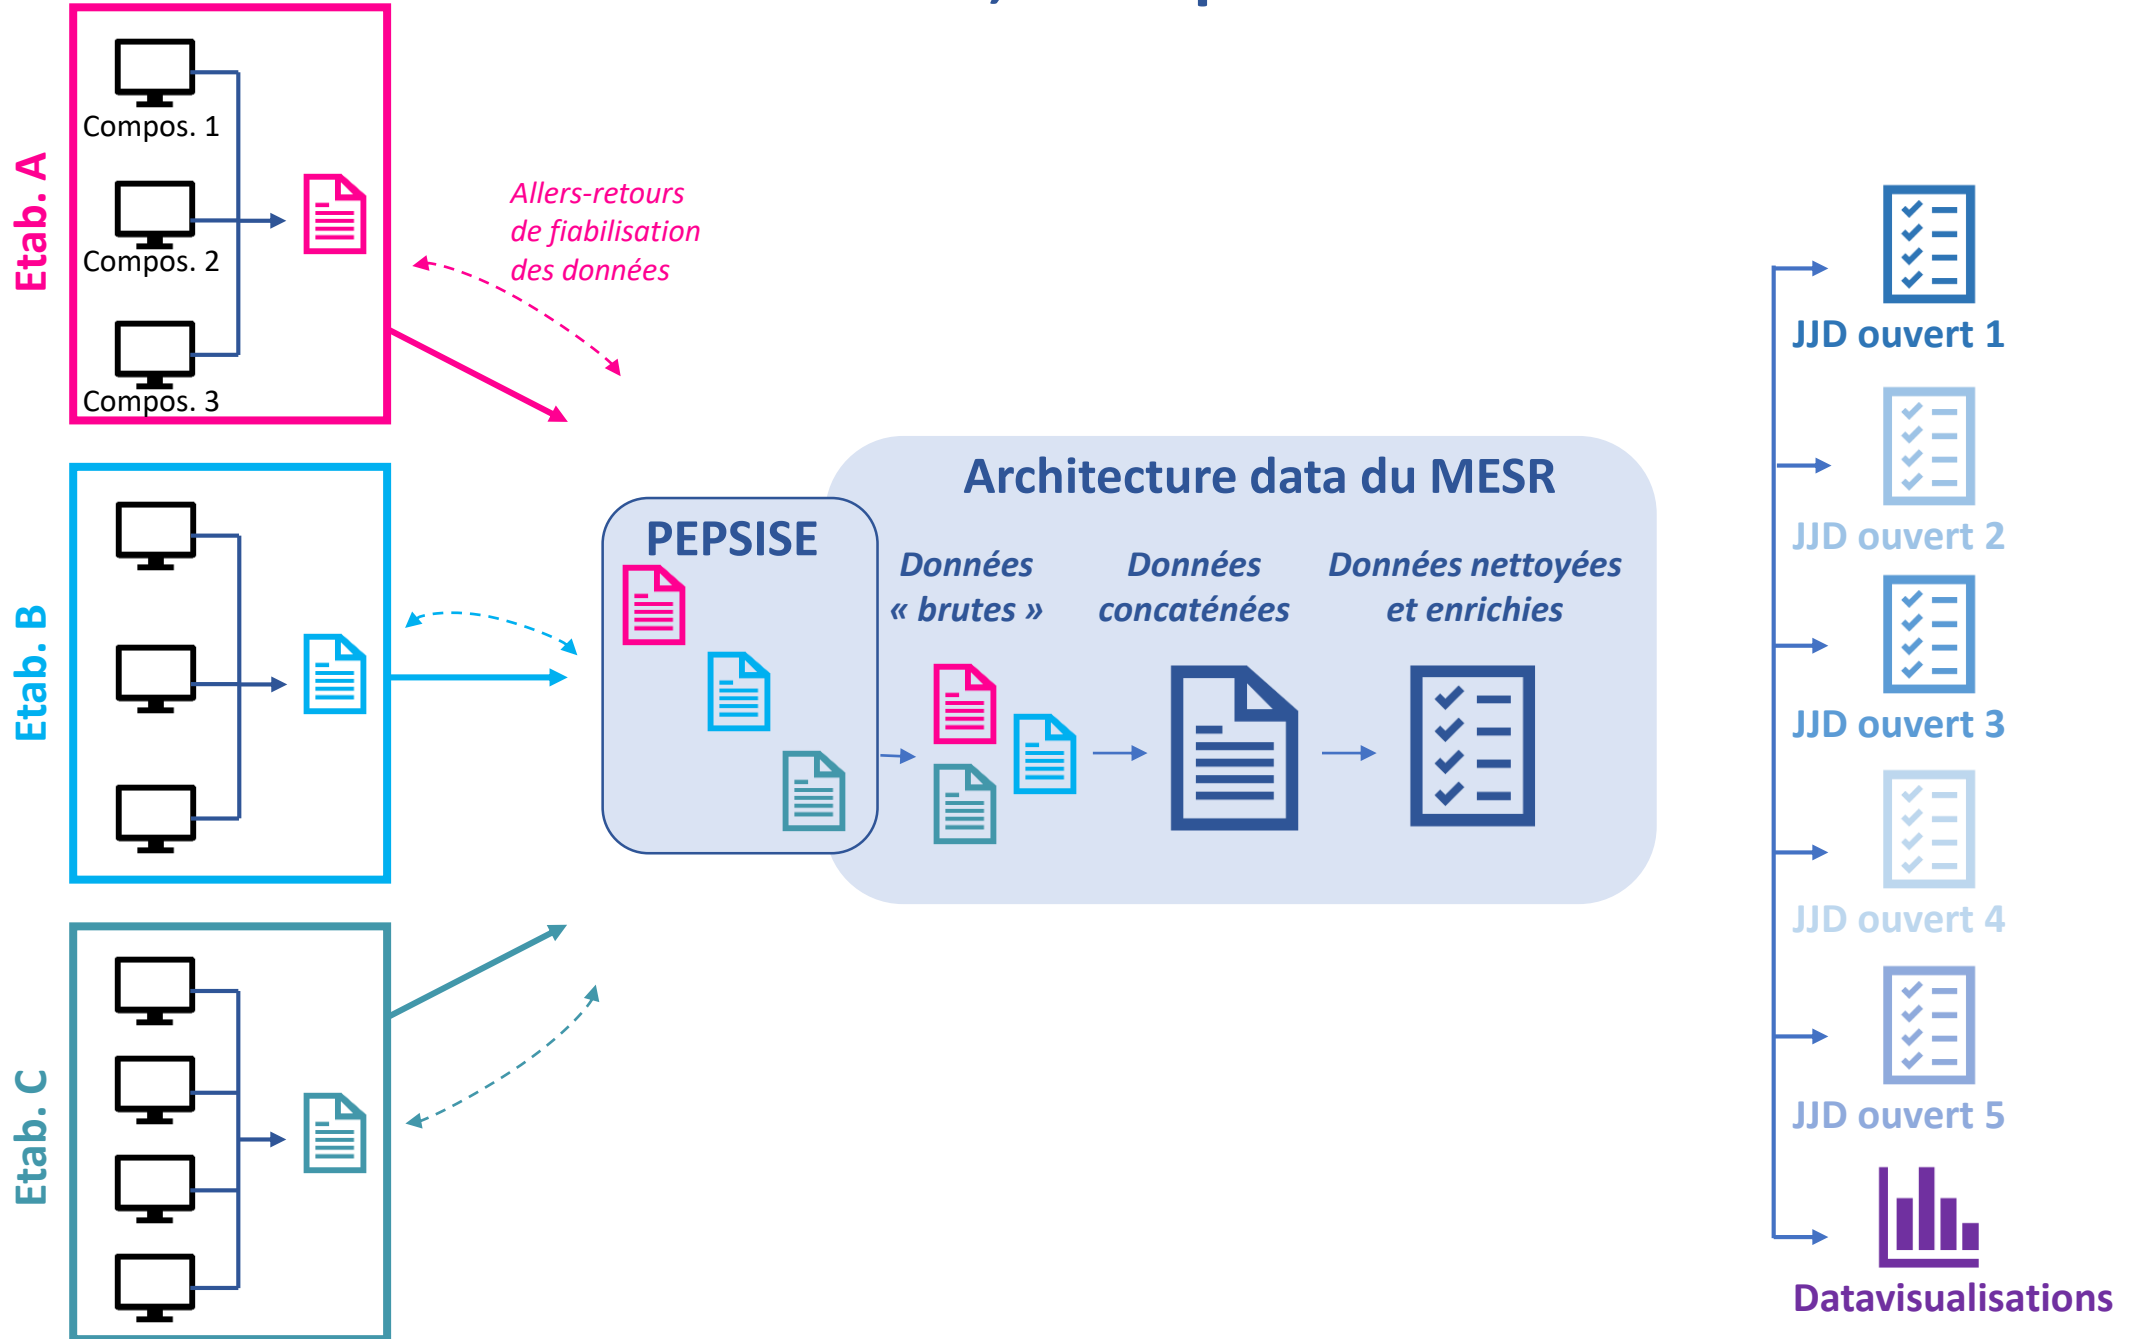 Etab. A
Compos. 1
Compos. 2
Compos. 3
Allers-retours
de fiabilisation
des données
Etab. B
Etab. C
PEPSISE
Architecture data du MESR
Données
« brutes »
Données
concaténées
Données nettoyées
et enrichies
JJD ouvert 1
JJD ouvert 2
JJD ouvert 3
JJD ouvert 4
JJD ouvert 5
Datavisualisations